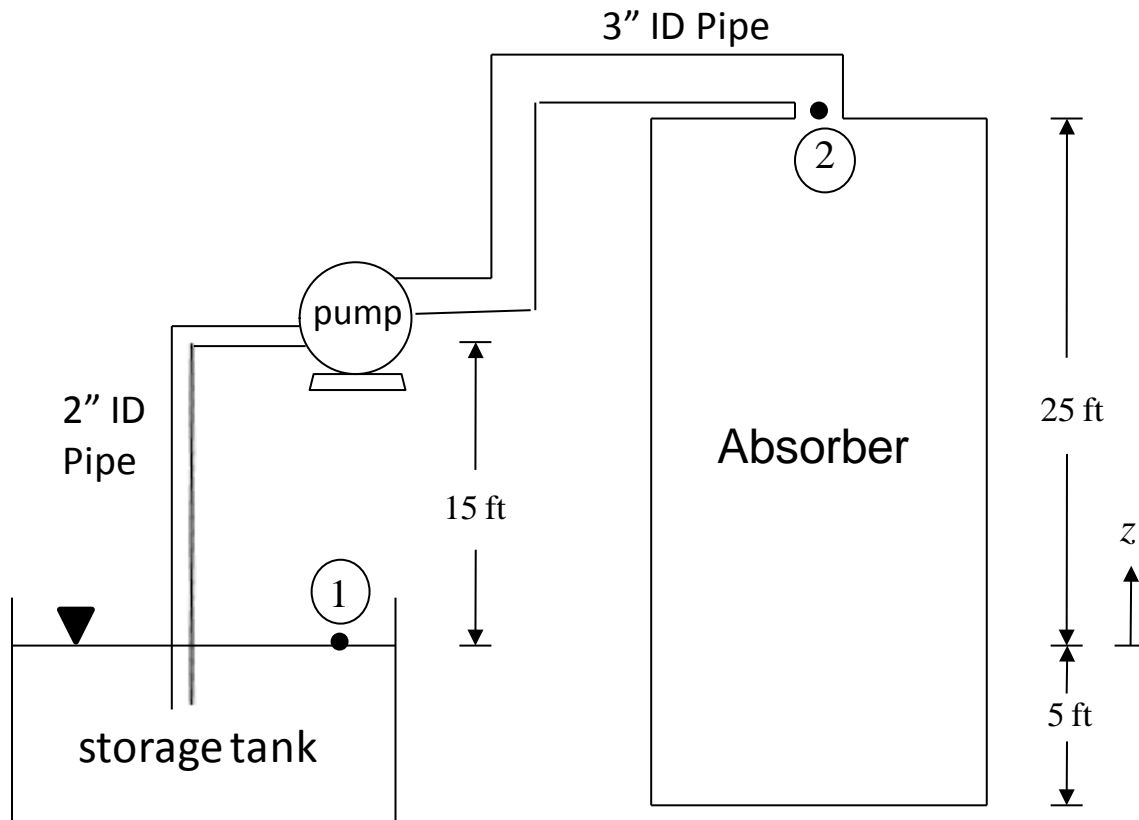 3” ID Pipe
2
pump
2” ID
Pipe
15 ft
25 ft
Absorber
z
1
5 ft
storage tank